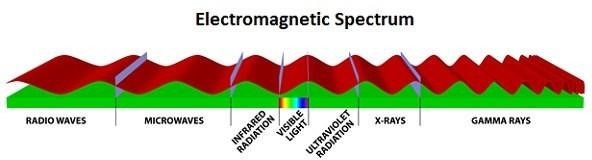 Electromagnetic Spectrum
RADIO WAVES
MICROWAVES
INFRARED
RADIATION
VISIBLE
LIGHT
ULTRAVIOLET
RADIATION
X-RAYS
GAMMA RAYS